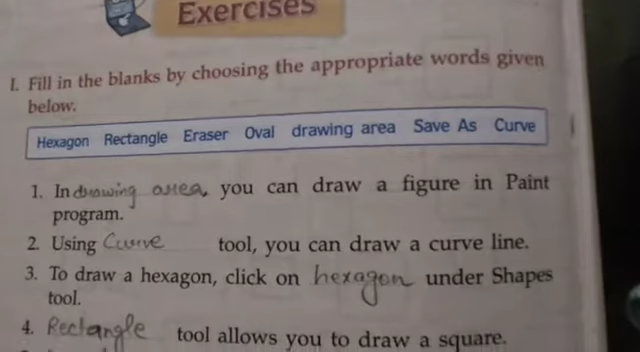 Exercises
I. Fill in the blanks by choosing the appropriate words given
below.
Hexagon Rectangle Eraser Oval drawing area Save As Curve
1. In drawing area, you can draw a figure in Paint
program.
2. Using Curve tool, you can draw a curve line.
3. To draw a hexagon, click on hexagon under Shapes
tool.
4. Rectangle tool allows you to draw a square.